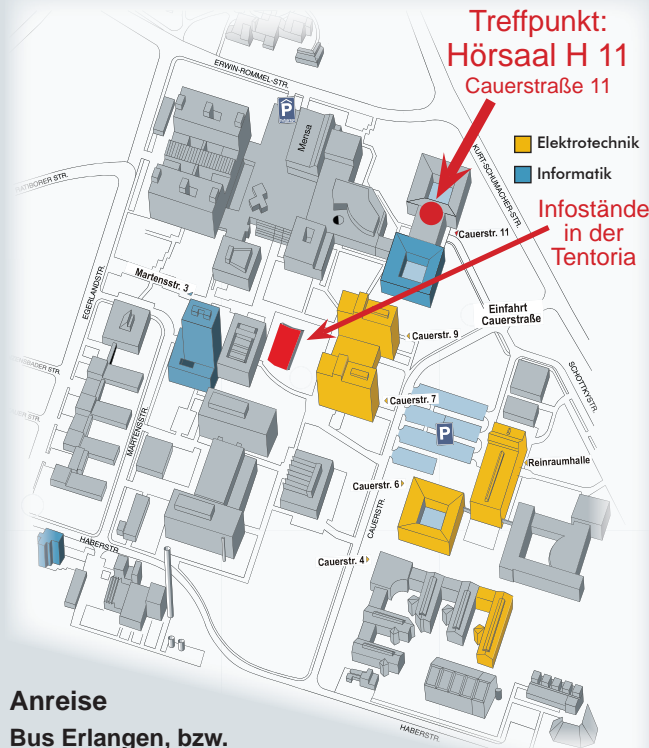 Treffpunkt:
Hörsaal H 11
Cauerstraße 11
ERWIN-ROMMEL-STR.
P
Mensa
KURT-SCHUMACHER-STR.
Elektrotechnik
Informatik
Infostände
in der
Tentoria
Cauerstr. 11
EGERLANDSTR.
Martensstr. 3
Einfahrt
Cauerstraße
Cauerstr. 9
SCHOTTKYSTR.
Cauerstr. 7
MARTENSSTR.
P
Reinraumhalle
Cauerstr. 6
CAUERSTR.
HABERSTR.
Cauerstr. 4
HABERSTR.
Anreise
Bus Erlangen, bzw.